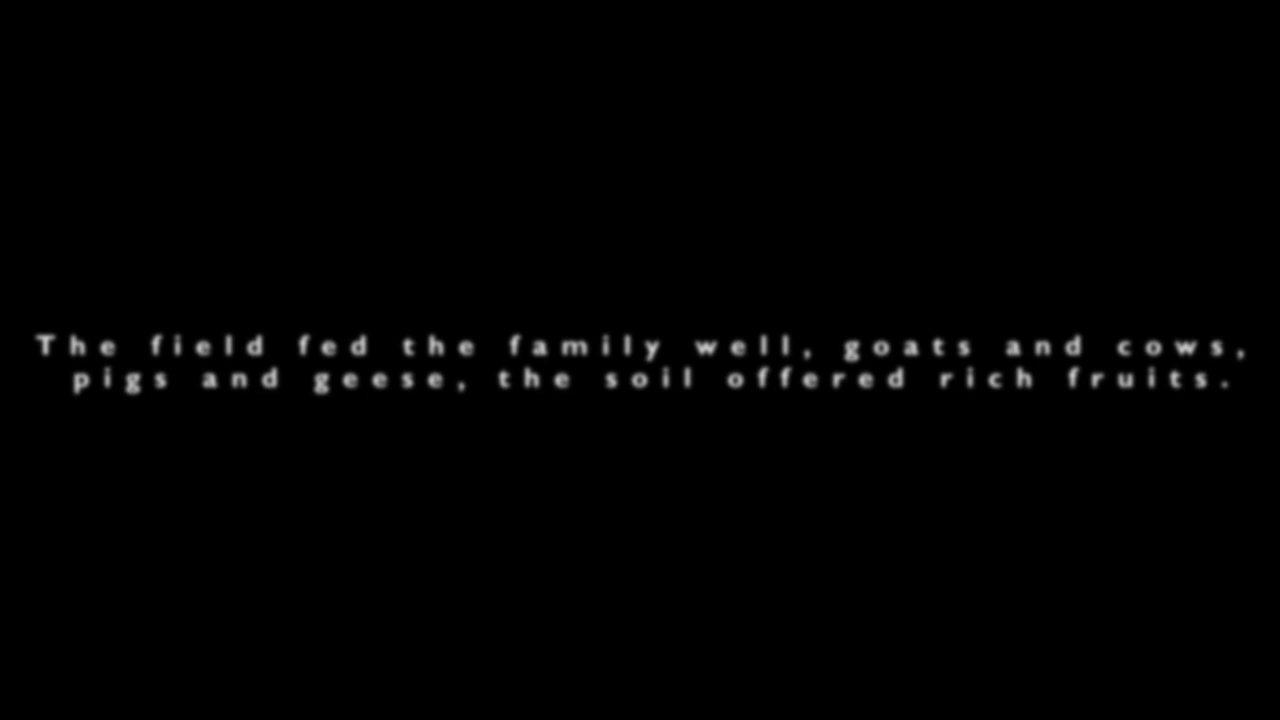 The field fed the family well, goats and cows,
pigs and geese, the soil offered rich fruits.